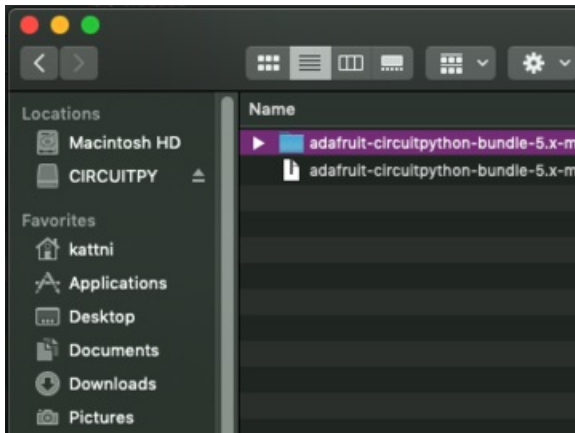 Locations
Macintosh HD
CIRCUITPY
Favorites
kattni
Applications
Desktop
Documents
Downloads
Pictures
Name
adafruit-circuitpython-bundle-5.x-m
adafruit-circuitpython-bundle-5.x-m